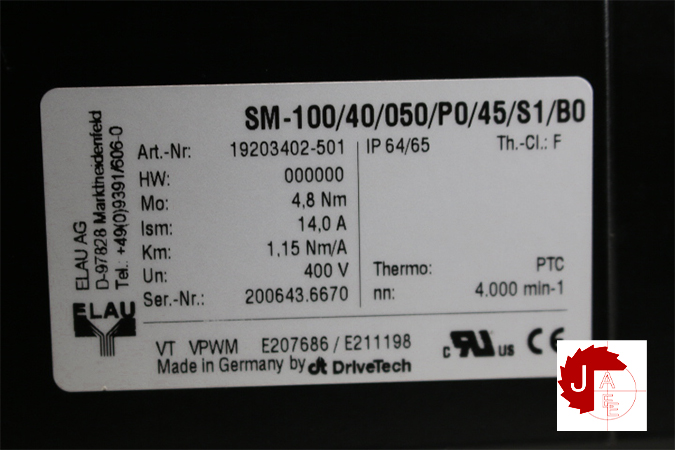 SM-100/40/050/P0/45/S1/B0
ELAU AG
D-97828 Marktheidenfeld
Tel.: +49(0)9391/606-0
ELAU
Art.-Nr: 19203402-501 IP 64/65 Th.-Cl.: F
HW: 000000
Mo: 4,8 Nm
Ism: 14,0 A
Km: 1,15 Nm/A
Un: 400 V Thermo: PTC
Ser.-Nr.: 200643.6670 nn: 4.000 min-1
VT VPWM E207686 / E211198 c RU US CE
Made in Germany by dt DriveTech
J A